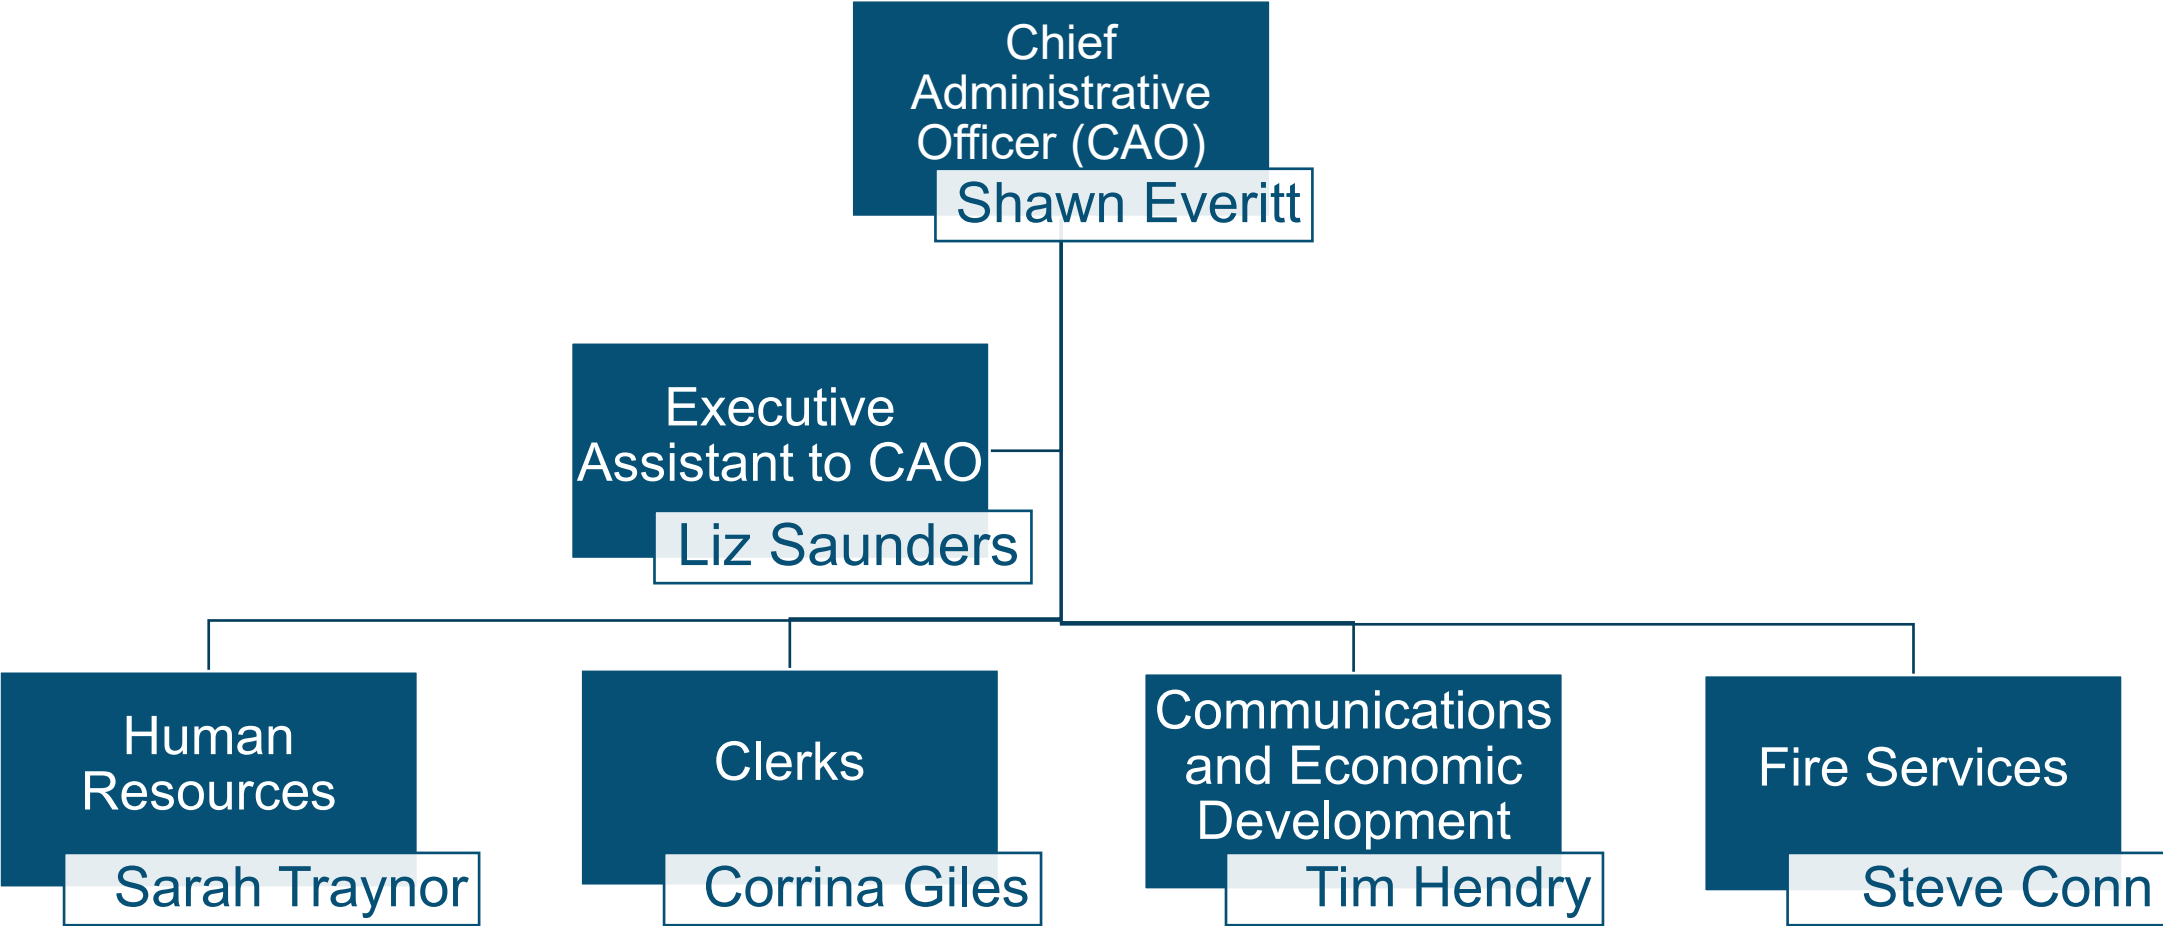 Chief
Administrative
Officer (CAO)
Shawn Everitt
Executive
Assistant to CAO
Liz Saunders
Human
Resources
Sarah Traynor
Clerks
Corrina Giles
Communications
and Economic
Development
Tim Hendry
Fire Services
Steve Conn